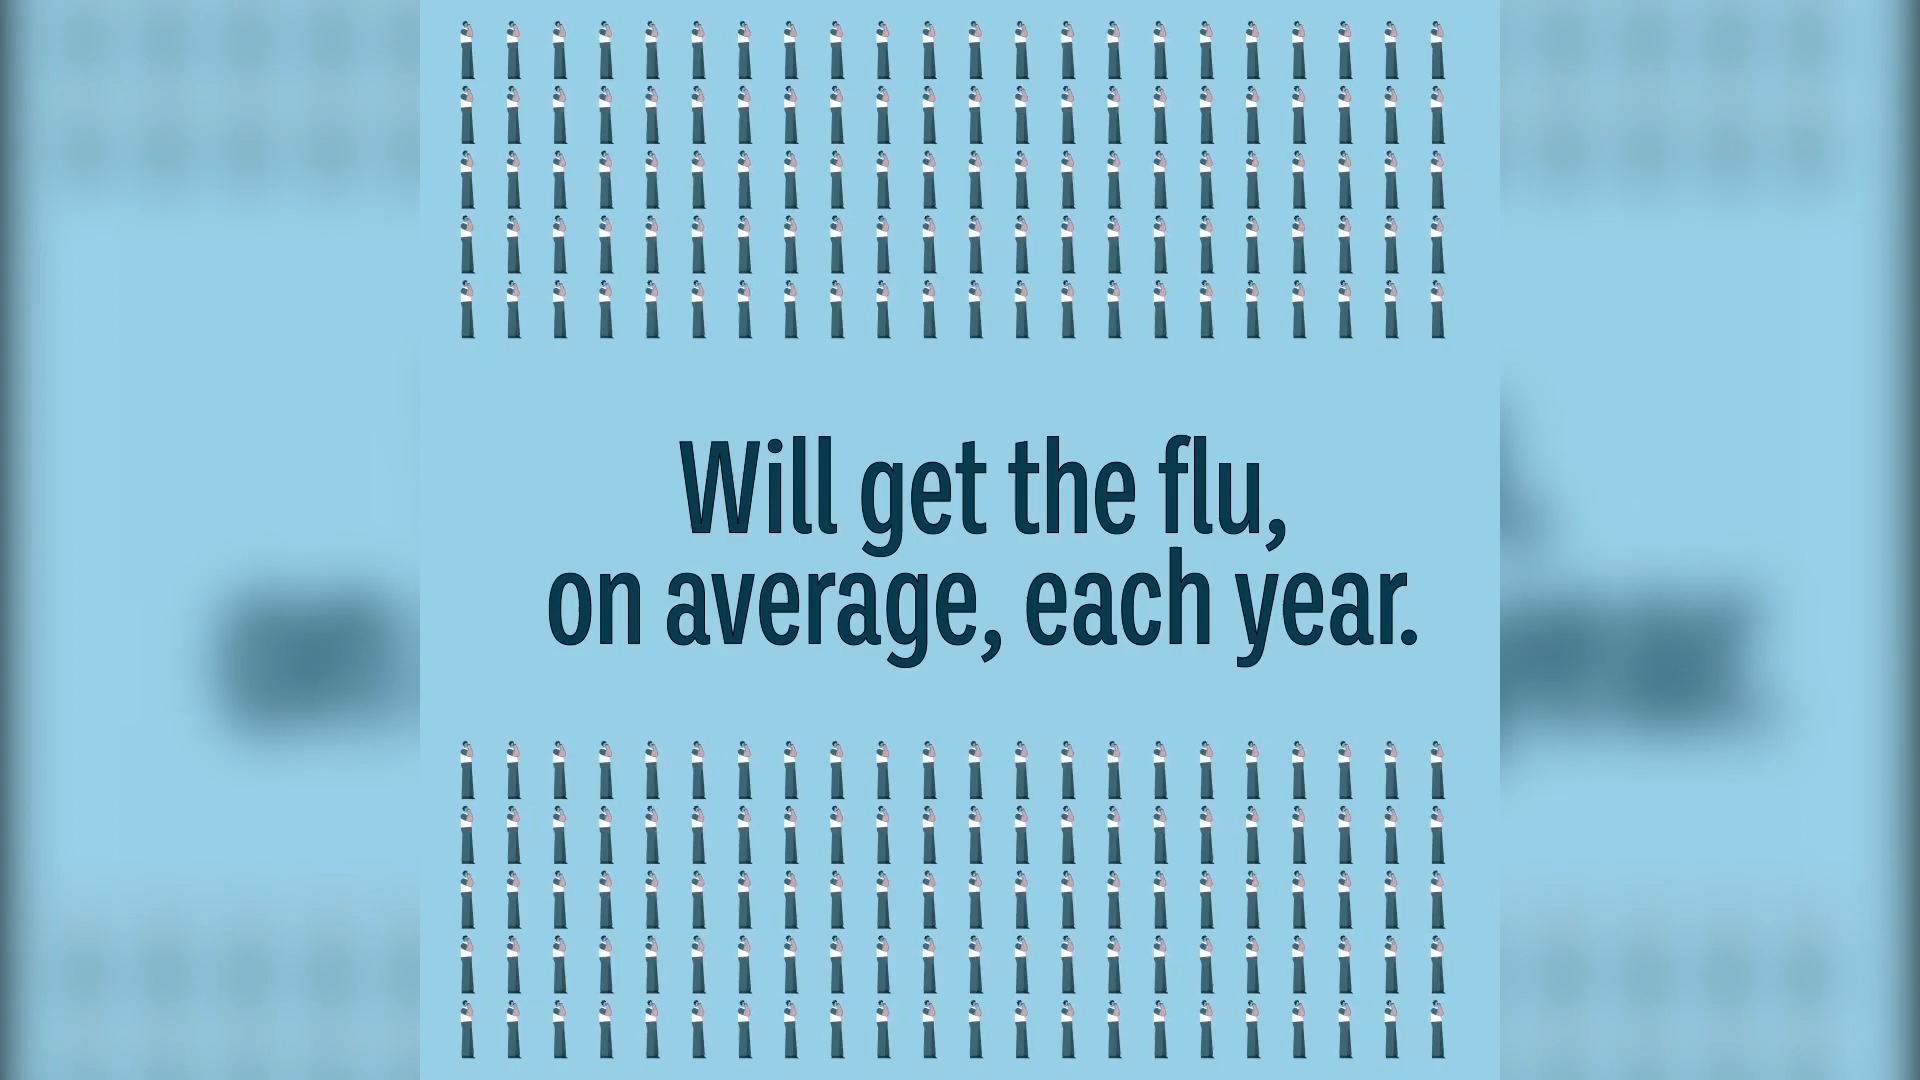 Will get the flu,
on average, each year.